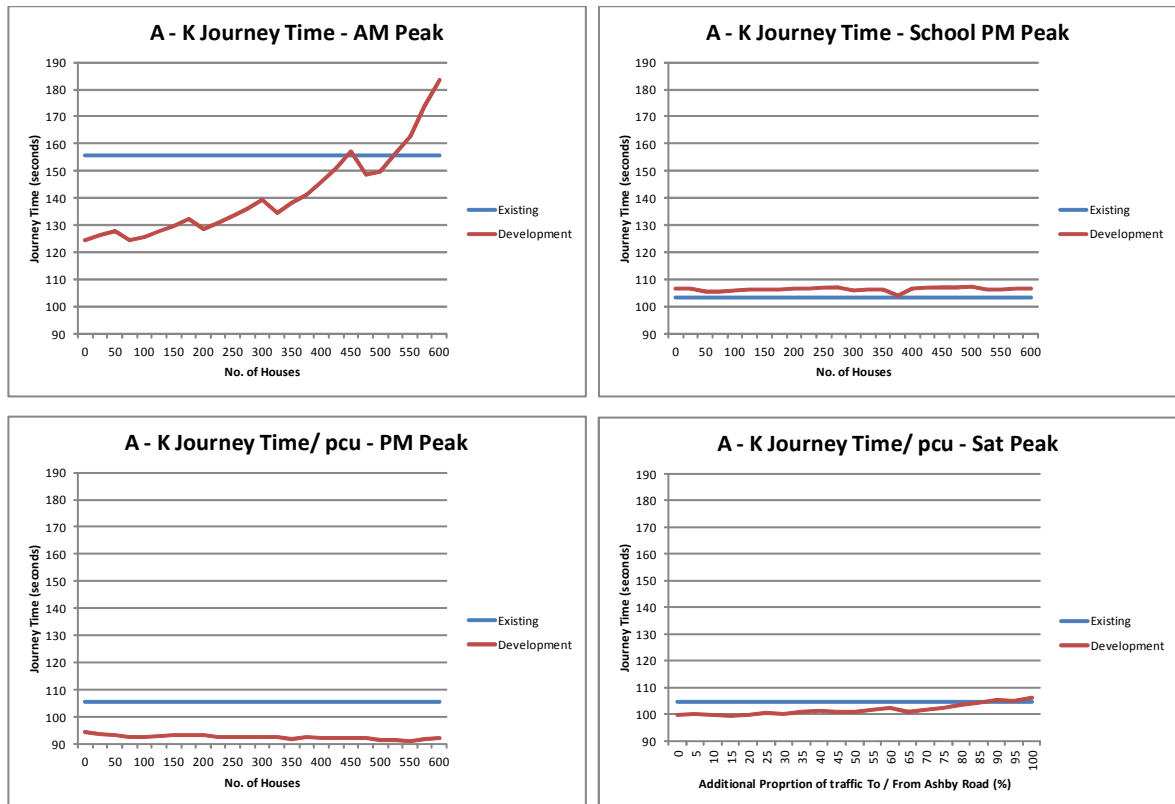 A - K Journey Time - AM Peak
190
180
170
160
150
140
130
120
110
100
90
Journey Time (seconds)
0 50 100 150 200 250 300 350 400 450 500 550 600
No. of Houses
Existing
Development
A - K Journey Time - School PM Peak
190
180
170
160
150
140
130
120
110
100
90
Journey Time (seconds)
0 50 100 150 200 250 300 350 400 450 500 550 600
No. of Houses
Existing
Development
A - K Journey Time/ pcu - PM Peak
190
180
170
160
150
140
130
120
110
100
90
Journey Time (seconds)
0 50 100 150 200 250 300 350 400 450 500 550 600
No. of Houses
Existing
Development
A - K Journey Time/ pcu - Sat Peak
190
180
170
160
150
140
130
120
110
100
90
Journey Time (seconds)
0 5 10 15 20 25 30 35 40 45 50 55 60 65 70 75 80 85 90 95 100
Additional Proprtion of traffic To / From Ashby Road (%)
Existing
Development